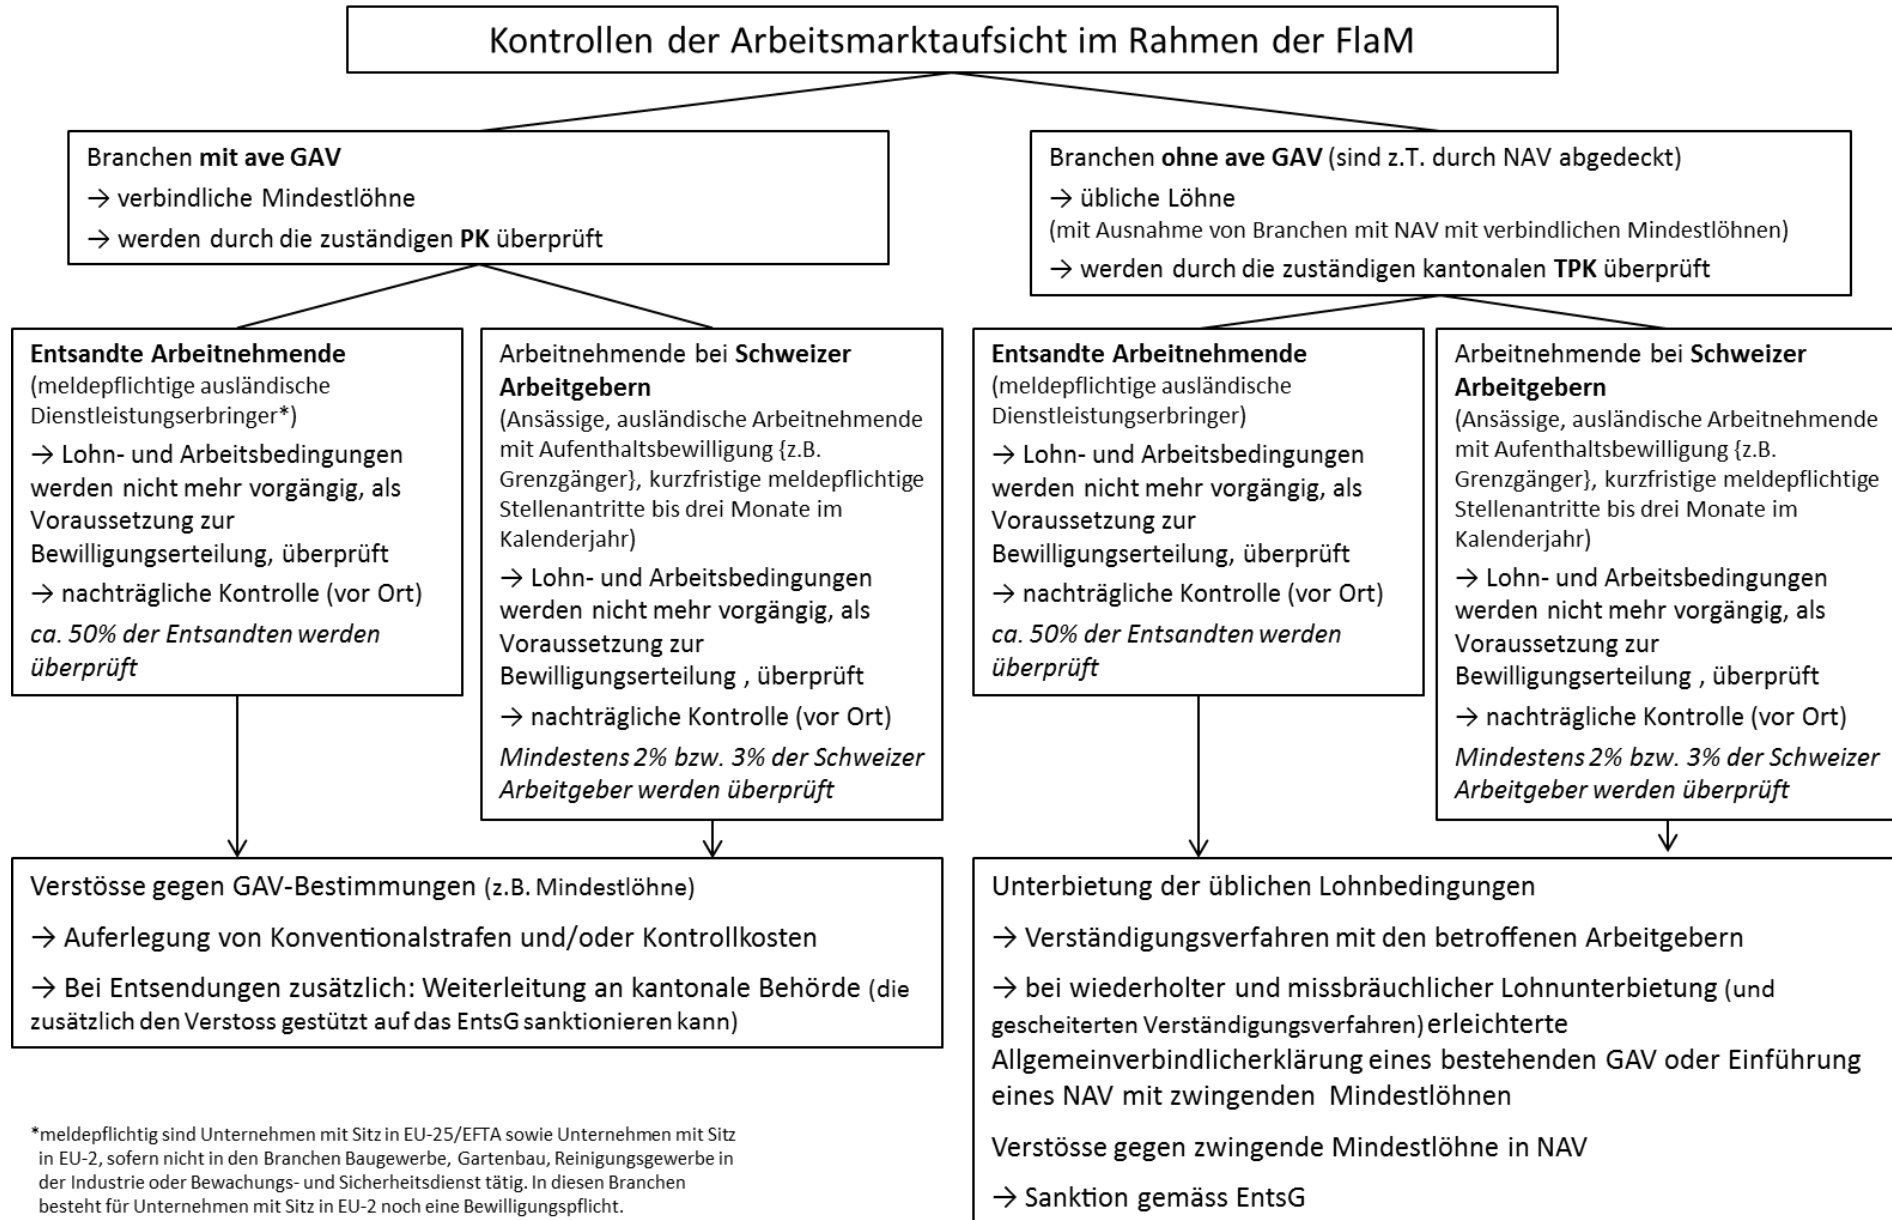 Kontrollen der Arbeitsmarktaufsicht im Rahmen der FlaM
Branchen mit ave GAV
→ verbindliche Mindestlöhne
→ werden durch die zuständigen PK überprüft
Branchen ohne ave GAV (sind z.T. durch NAV abgedeckt)
→ übliche Löhne
(mit Ausnahme von Branchen mit NAV mit verbindlichen Mindestlöhnen)
→ werden durch die zuständigen kantonalen TPK überprüft
Entsandte Arbeitnehmende
(meldepflichtige ausländische
Dienstleistungserbringer*)
→ Lohn- und Arbeitsbedingungen
werden nicht mehr vorgängig, als
Voraussetzung zur
Bewilligungserteilung, überprüft
→ nachträgliche Kontrolle (vor Ort)
ca. 50% der Entsandten werden
überprüft
Arbeitnehmende bei Schweizer
Arbeitgebern
(Ansässige, ausländische Arbeitnehmende
mit Aufenthaltsbewilligung {z.B.
Grenzgänger}, kurzfristige meldepflichtige
Stellenantritte bis drei Monate im
Kalenderjahr)
→ Lohn- und Arbeitsbedingungen
werden nicht mehr vorgängig, als
Voraussetzung zur
Bewilligungserteilung , überprüft
→ nachträgliche Kontrolle (vor Ort)
Mindestens 2% bzw. 3% der Schweizer
Arbeitgeber werden überprüft
Entsandte Arbeitnehmende
(meldepflichtige ausländische
Dienstleistungserbringer)
→ Lohn- und Arbeitsbedingungen
werden nicht mehr vorgängig, als
Voraussetzung zur
Bewilligungserteilung, überprüft
→ nachträgliche Kontrolle (vor Ort)
ca. 50% der Entsandten werden
überprüft
Arbeitnehmende bei Schweizer
Arbeitgebern
(Ansässige, ausländische Arbeitnehmende
mit Aufenthaltsbewilligung {z.B.
Grenzgänger}, kurzfristige meldepflichtige
Stellenantritte bis drei Monate im
Kalenderjahr)
→ Lohn- und Arbeitsbedingungen
werden nicht mehr vorgängig, als
Voraussetzung zur
Bewilligungserteilung , überprüft
→ nachträgliche Kontrolle (vor Ort)
Mindestens 2% bzw. 3% der Schweizer
Arbeitgeber werden überprüft
Verstösse gegen GAV-Bestimmungen (z.B. Mindestlöhne)
→ Auferlegung von Konventionalstrafen und/oder Kontrollkosten
→ Bei Entsendungen zusätzlich: Weiterleitung an kantonale Behörde (die
zusätzlich den Verstoss gestützt auf das EntsG sanktionieren kann)
Unterbietung der üblichen Lohnbedingungen
→ Verständigungsverfahren mit den betroffenen Arbeitgebern
→ bei wiederholter und missbräuchlicher Lohnunterbietung (und
gescheiterten Verständigungsverfahren) erleichterte
Allgemeinverbindlicherklärung eines bestehenden GAV oder Einführung
eines NAV mit zwingenden Mindestlöhnen
Verstösse gegen zwingende Mindestlöhne in NAV
→ Sanktion gemäss EntsG
*meldepflichtig sind Unternehmen mit Sitz in EU-25/EFTA sowie Unternehmen mit Sitz
in EU-2, sofern nicht in den Branchen Baugewerbe, Gartenbau, Reinigungsgewerbe in
der Industrie oder Bewachungs- und Sicherheitsdienst tätig. In diesen Branchen
besteht für Unternehmen mit Sitz in EU-2 noch eine Bewilligungspflicht.